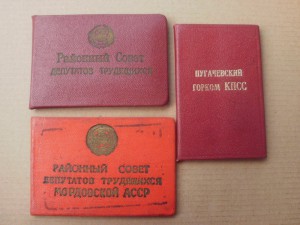 Районный Совет
депутатов трудящихся
ПУГАЧЕВСКИЙ
ГОРКОМ КПСС
РАЙОННЫЙ СОВЕТ
ДЕПУТАТОВ ТРУДЯЩИХСЯ
МОРДОВСКОЙ АССР